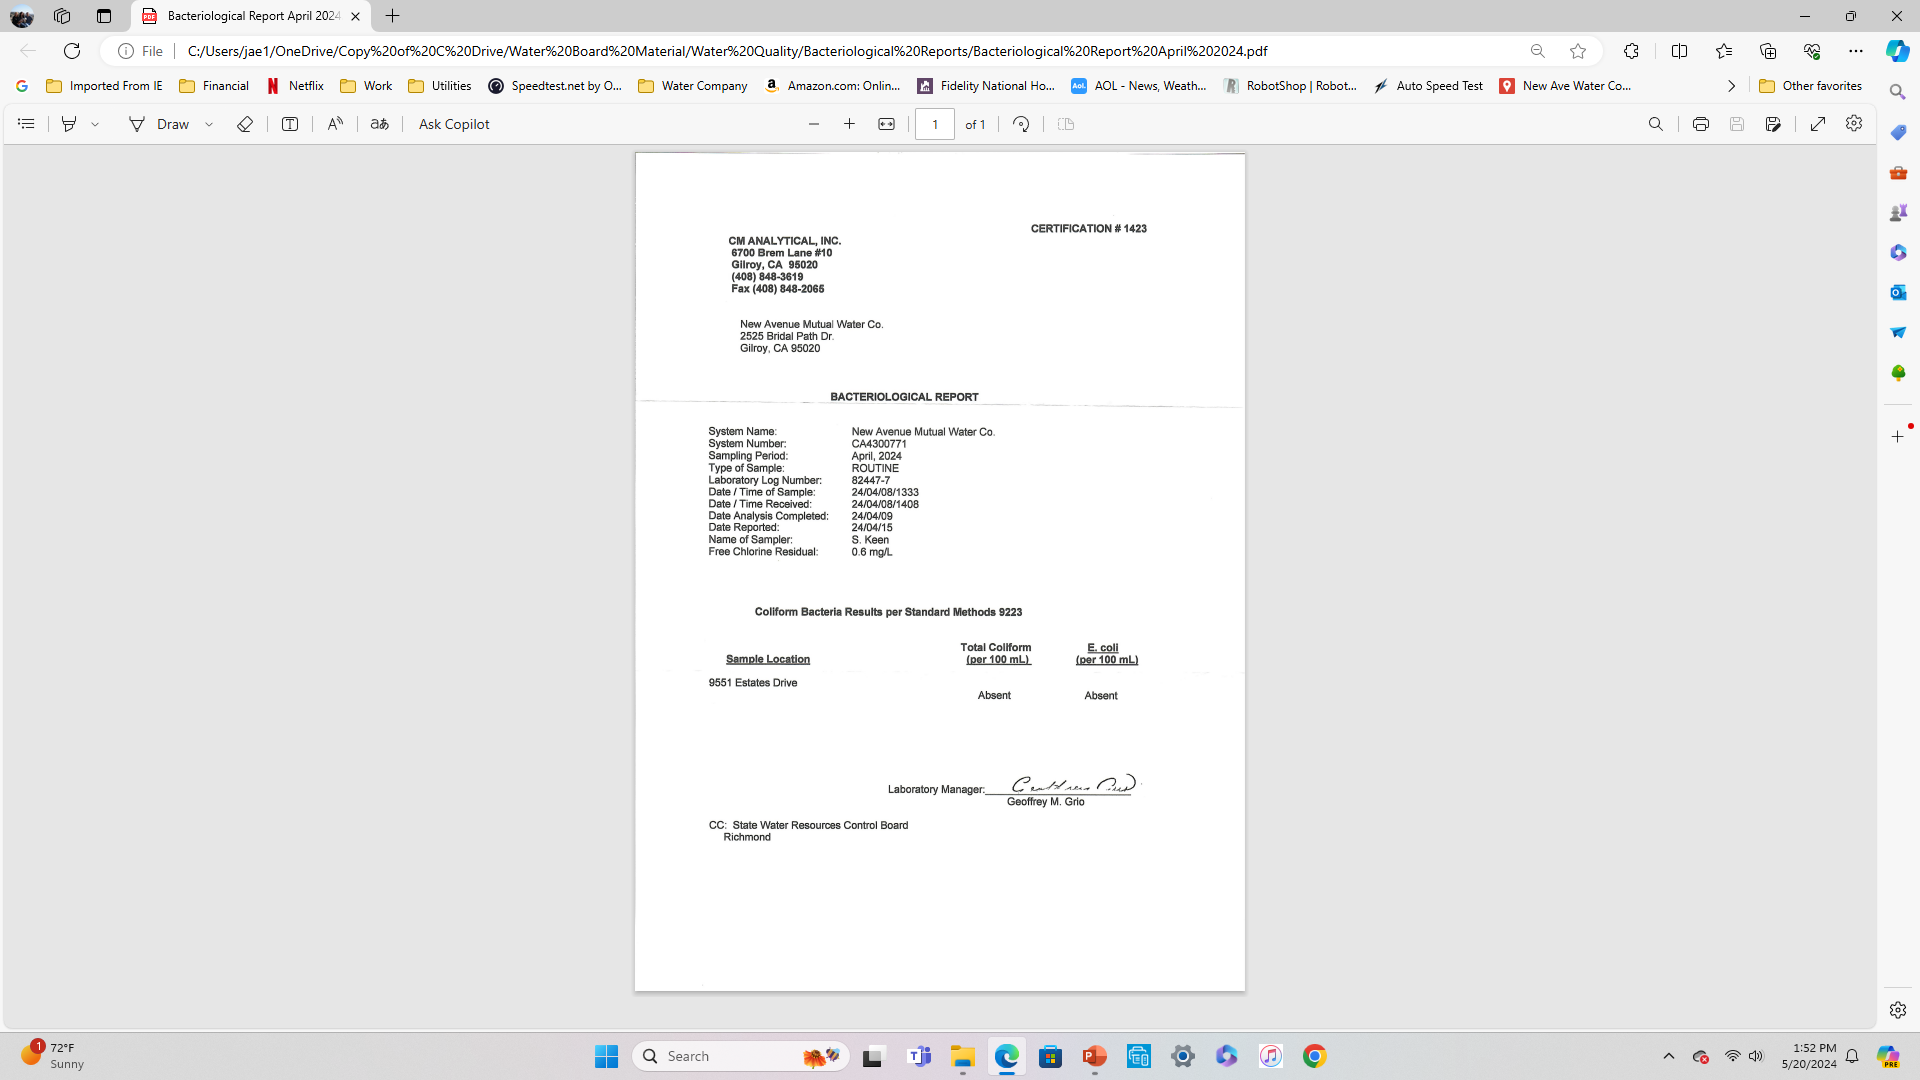 Bacteriological Report April 2024
File
C:/Users/jae1/OneDrive/Copy%20of%20C%20Drive/Water%20Board%20Material/Water%20Quality/Bacteriological%20Reports/Bacteriological%20Report%20April%202024.pdf
Imported From IE
Financial
Netflix
Work
Utilities
Speedtest.net by O...
Water Company
Amazon.com: Onlin...
Fidelity National Ho...
AOL - News, Weath...
RobotShop | Robot...
Auto Speed Test
New Ave Water Co...
Other favorites
Draw
Ask Copilot
1 of 1
CERTIFICATION # 1423
CM ANALYTICAL, INC.
6700 Brem Lane #10
Gilroy, CA 95020
(408) 848-3619
Fax (408) 848-2065
New Avenue Mutual Water Co.
2525 Bridal Path Dr.
Gilroy, CA 95020
BACTERIOLOGICAL REPORT
System Name: New Avenue Mutual Water Co.
System Number: CA4300771
Sampling Period: April, 2024
Type of Sample: ROUTINE
Laboratory Log Number: 82447-7
Date / Time of Sample: 24/04/08/1333
Date / Time Received: 24/04/08/1408
Date Analysis Completed: 24/04/09
Date Reported: 24/04/15
Name of Sampler: S. Keen
Free Chlorine Residual: 0.6 mg/L
Coliform Bacteria Results per Standard Methods 9223
Total Coliform E. coli
Sample Location (per 100 mL) (per 100 mL)
9551 Estates Drive
Absent Absent
Laboratory Manager:
Geoffrey M. Grio
CC: State Water Resources Control Board
Richmond
1
72°F
Sunny
Search
1:52 PM
5/20/2024